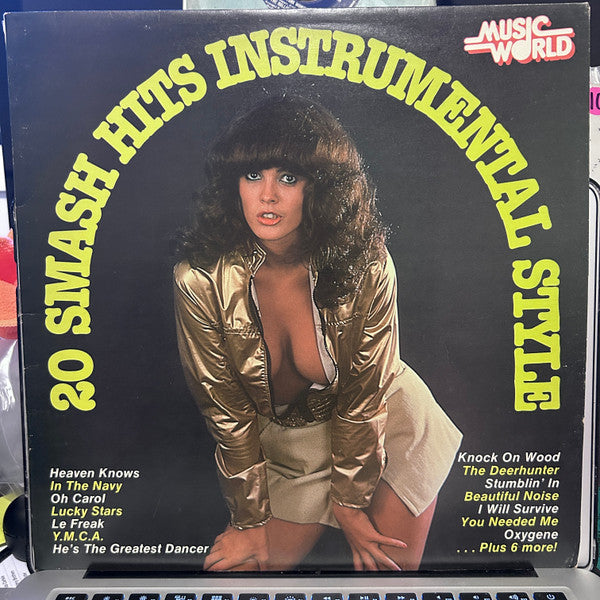 MUSIC
WORLD
20 SMASH HITS INSTRUMENTAL STYLE
Heaven Knows
In The Navy
Oh Carol
Lucky Stars
Le Freak
Y.M.C.A.
He's The Greatest Dancer
Knock On Wood
The Deerhunter
Stumblin' In
Beautiful Noise
I Will Survive
You Needed Me
Oxygene
. . . Plus 6 more!